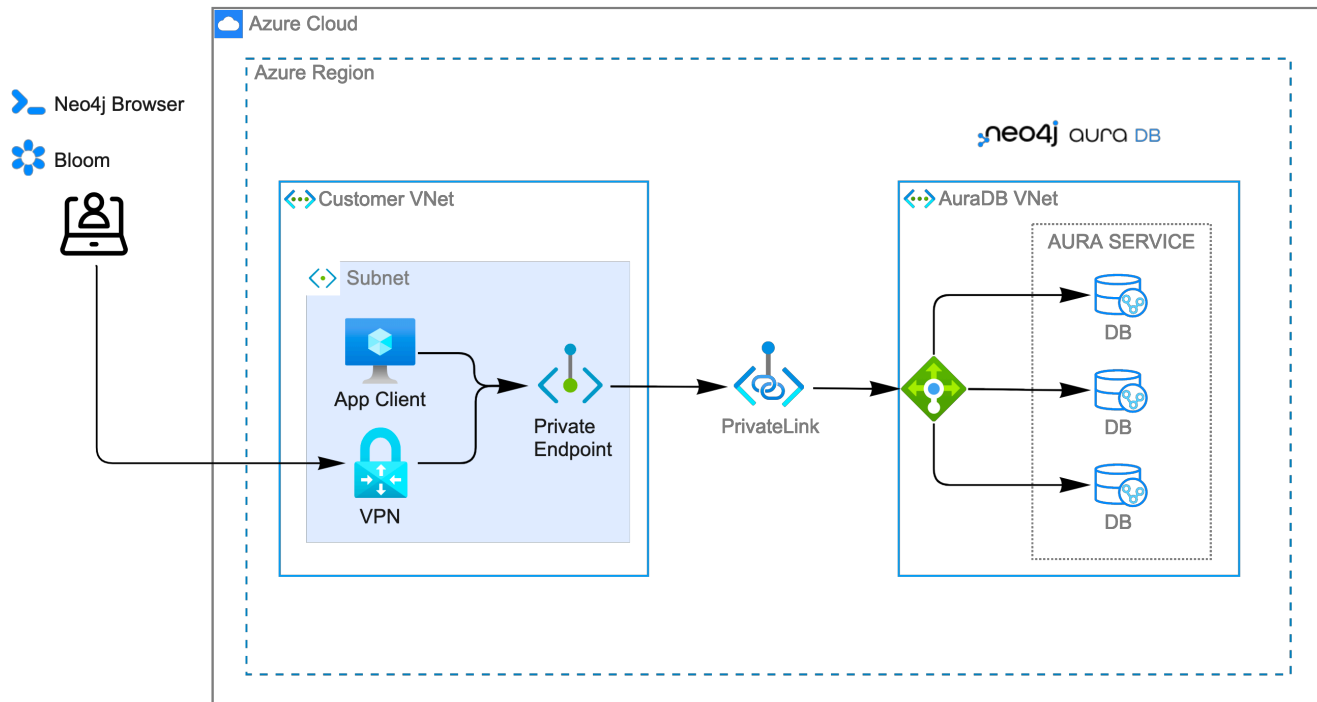 Azure Cloud
Azure Region
Neo4j Browser
Bloom
neo4j aura DB
Customer VNet
AuraDB VNet
AURA SERVICE
Subnet
DB
App Client
Private
Endpoint
PrivateLink
DB
VPN
DB